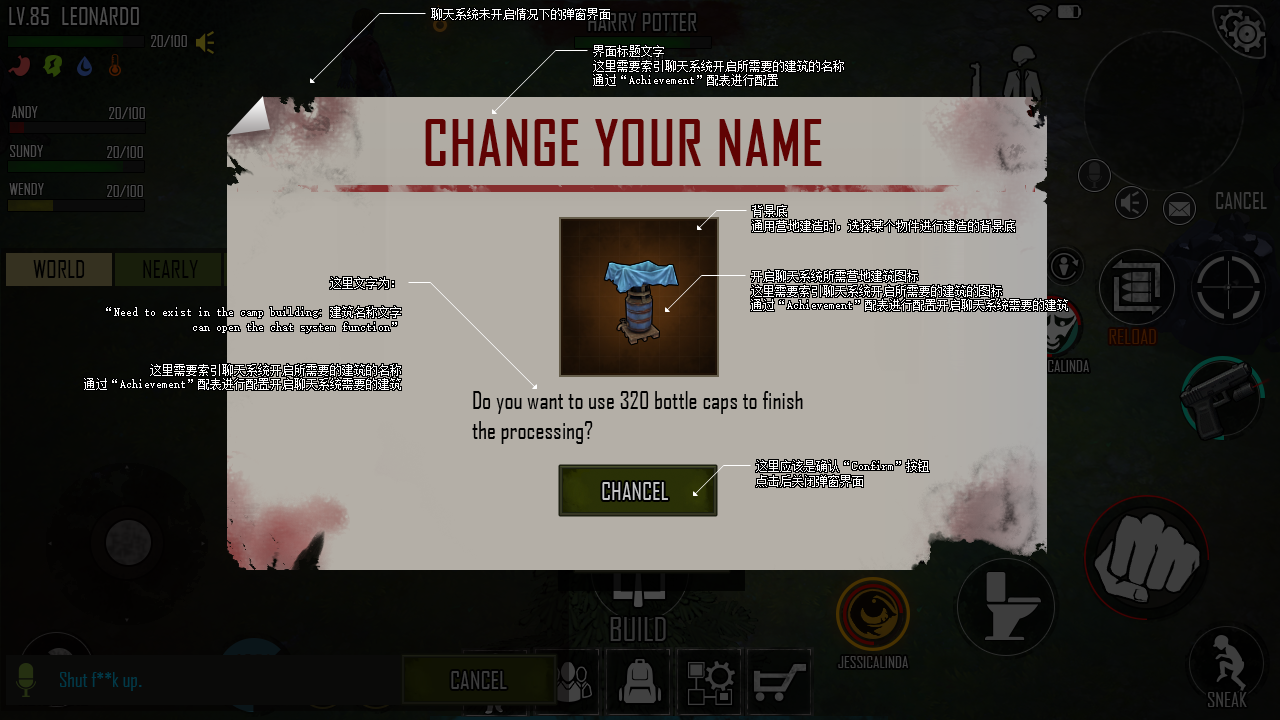 LV.85 LEONARDO
20/100
聊天系统未开启情况下的弹窗界面
HARRY POTTER
界面标题文字
这里需要索引聊天系统开启所需要的建筑的名称
通过“Achievement”配表进行配置
ANDY 20/100
SUNDY 20/100
WENDY 20/100
CHANGE YOUR NAME
CANCEL
背景底
通用营地建造时，选择某个物件进行建造的背景底
WORLD NEARLY
开启聊天系统所需营地建筑图标
这里需要索引聊天系统开启所需要的建筑的图标
通过“Achievement”配表进行配置开启聊天系统需要的建筑
这里文字为：
“Need to exist in the camp building：建筑名称文字
can open the chat system function”
这里需要索引聊天系统开启所需要的建筑的名称
通过“Achievement”配表进行配置开启聊天系统需要的建筑
RELOAD
CALINDA
Do you want to use 320 bottle caps to finish
the processing?
这里应该是确认“Confirm”按钮
点击后关闭弹窗界面
CHANCEL
BUILD
JESSICALINDA
Shut f**k up.
CANCEL
SNEAK